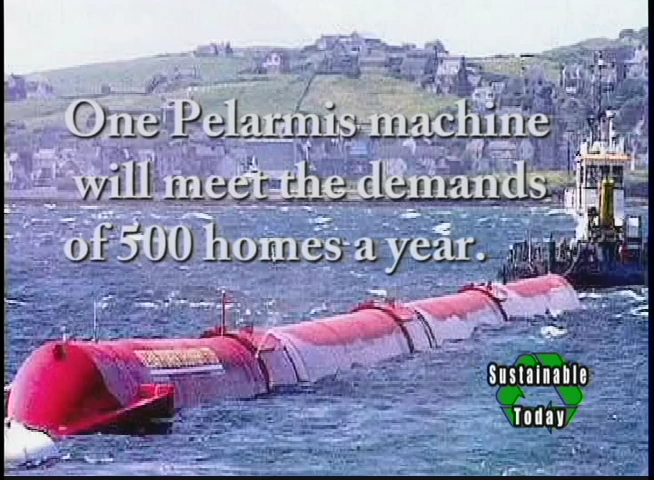 One Pelarmis machine
will meet the demands
of 500 homes a year.
Sustainable
Today